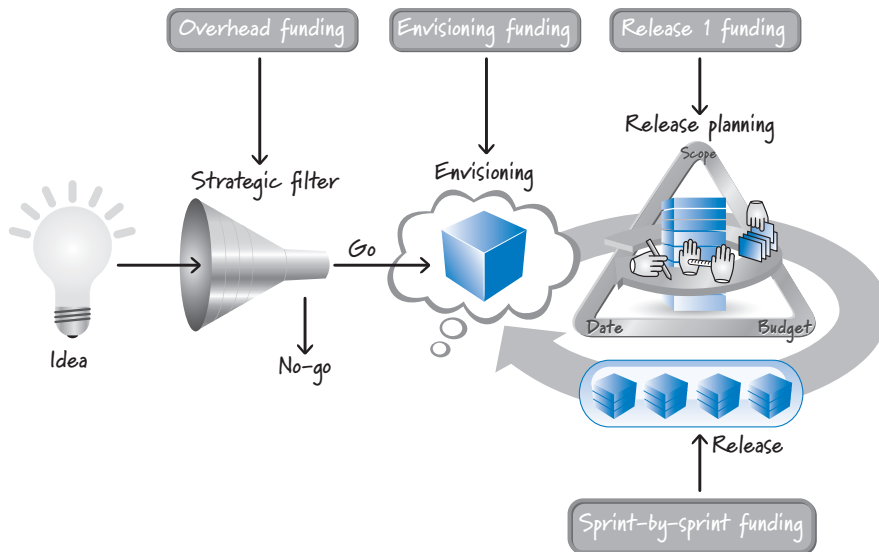 Overhead funding
Envisioning funding
Release 1 funding
Release planning
Scope
Strategic filter
Envisioning
Go
Date
Budget
Idea
No-go
Release
Sprint-by-sprint funding